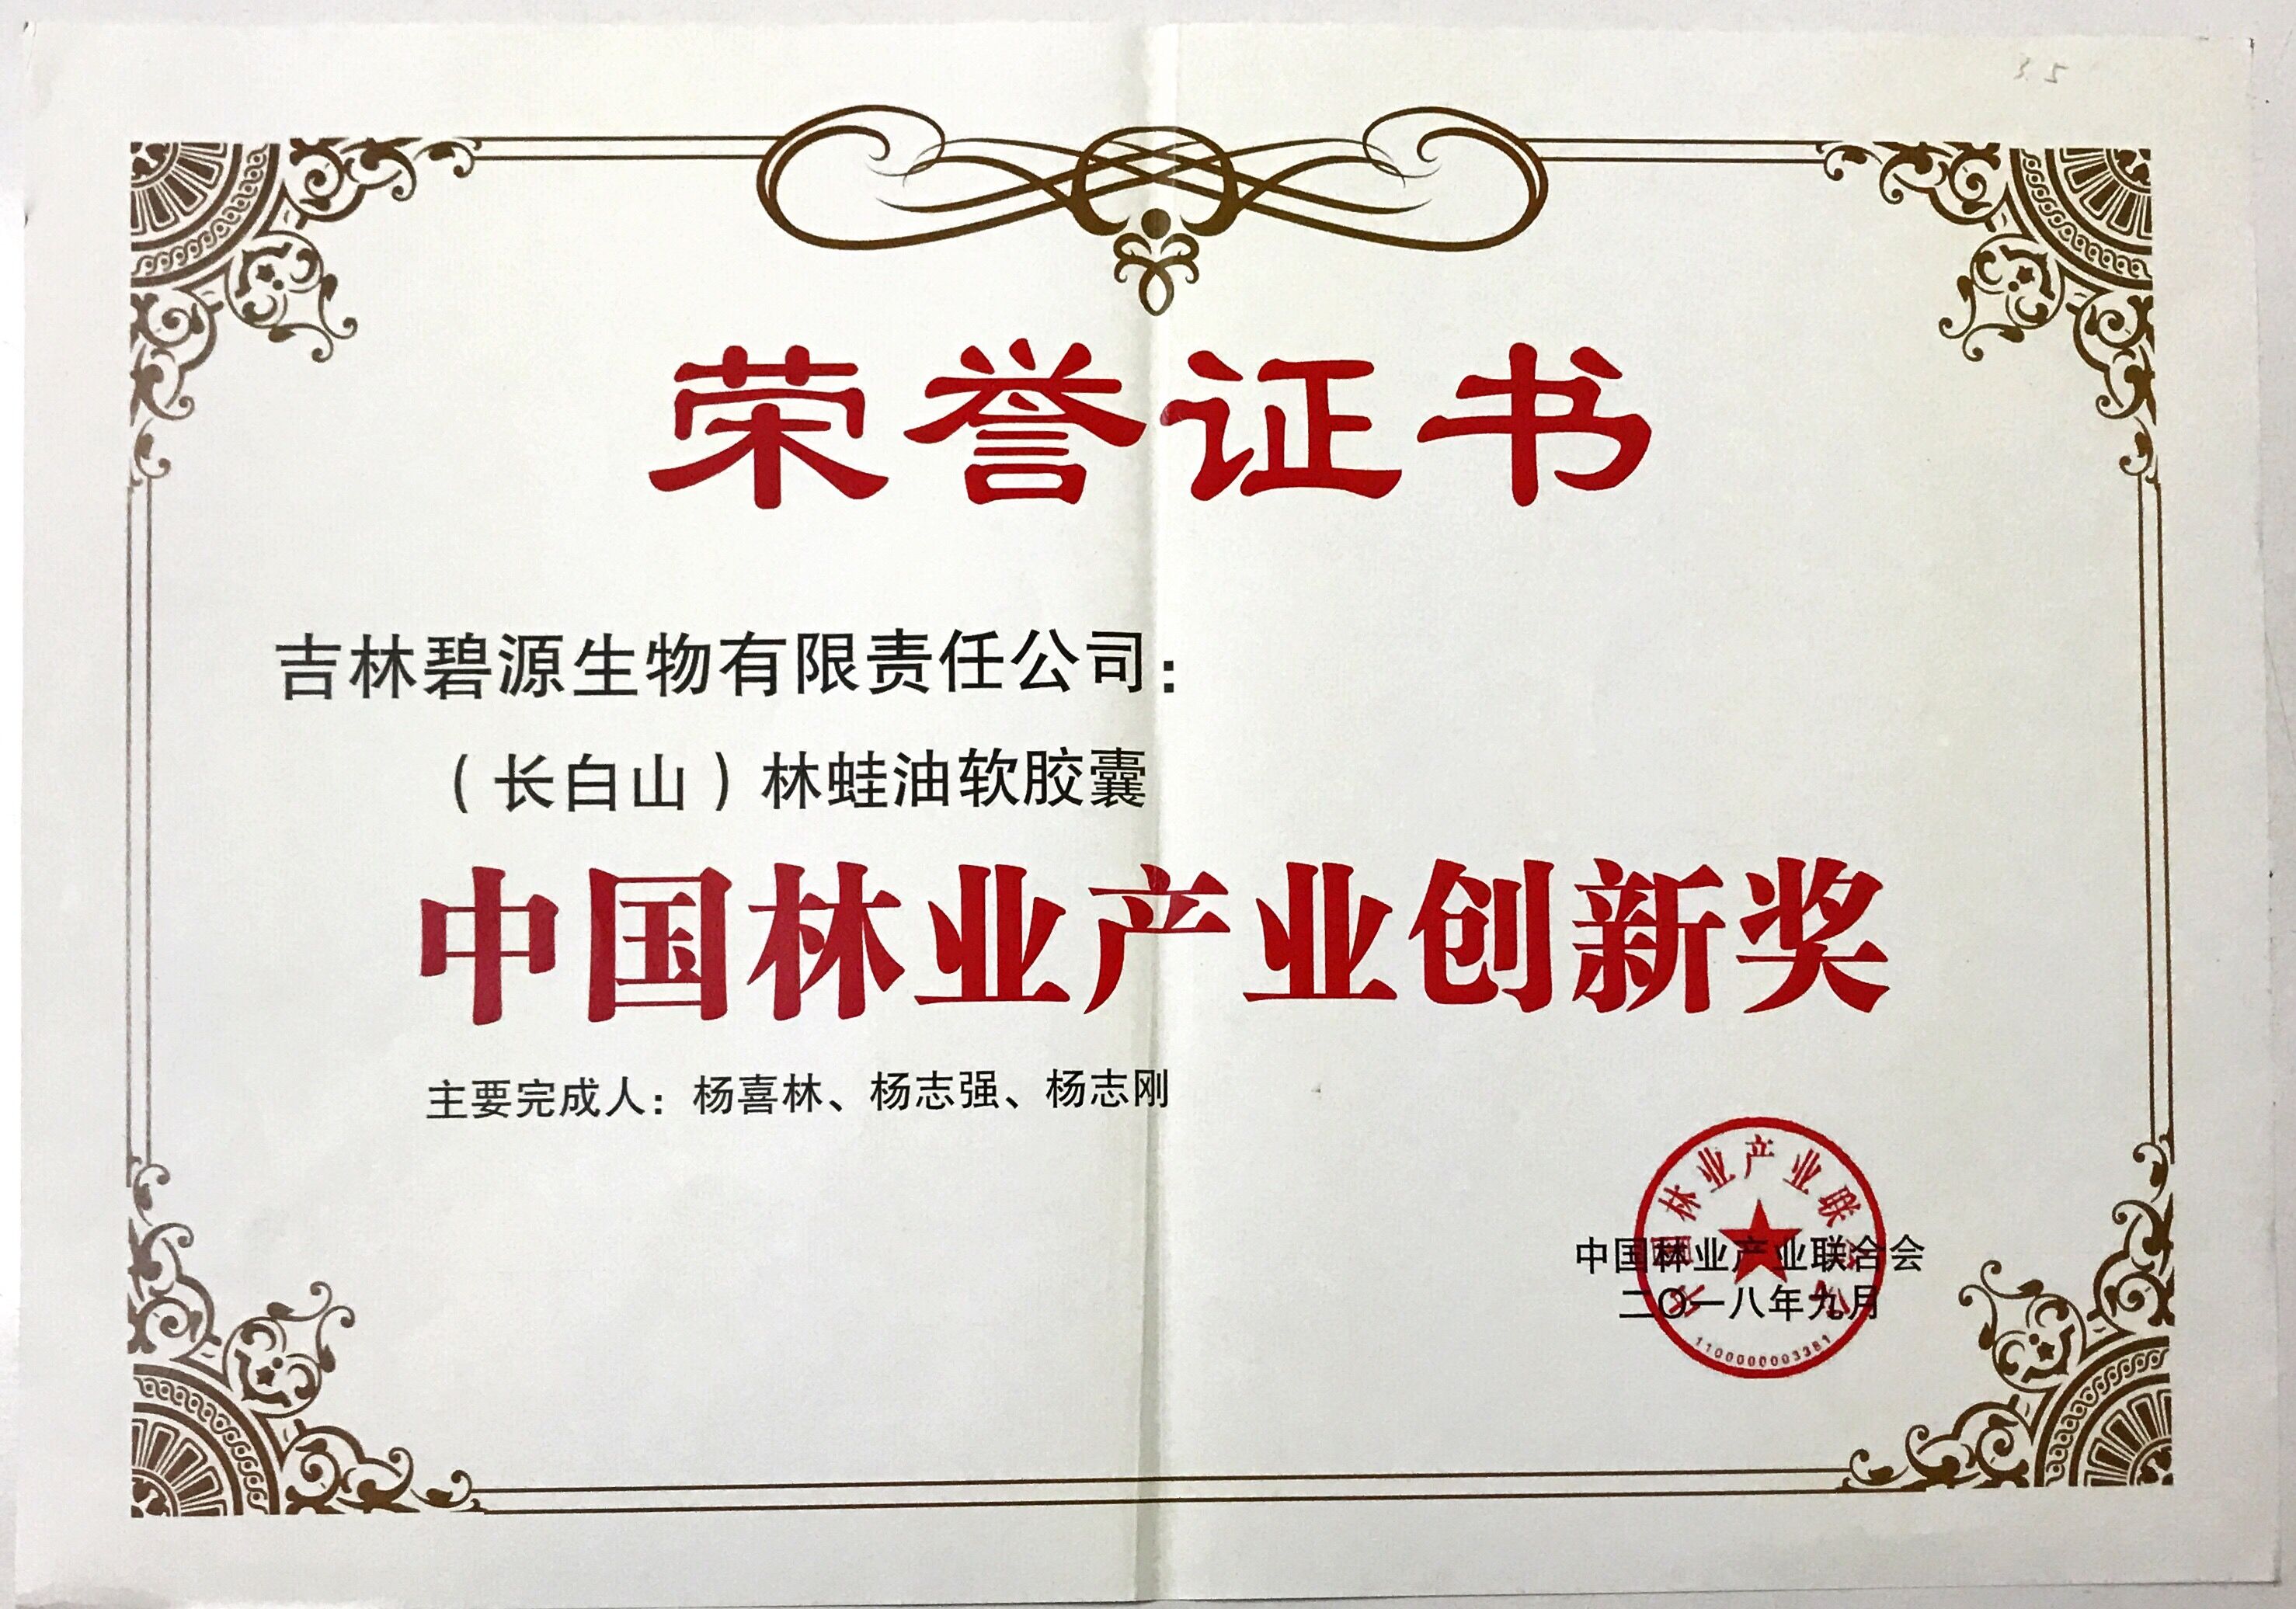 荣誉证书
吉林碧源生物有限责任公司：
（长白山）林蛙油软胶囊
中国林业产业创新奖
主要完成人：杨喜林、杨志强、杨志刚
中国林业产业联合会
二〇一八年九月
1100000003381